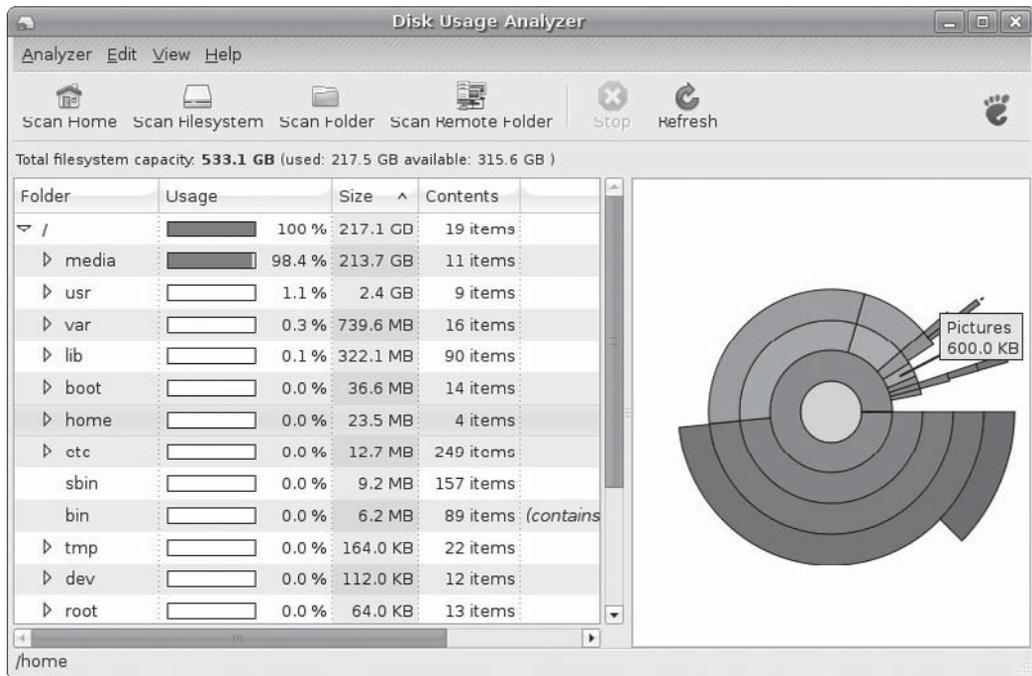 Disk Usage Analyzer
Analyzer Edit View Help
Scan Home Scan Filesystem Scan Folder Scan Remote Folder Stop Refresh
Total filesystem capacity: 533.1 GB (used: 217.5 GB available: 315.6 GB )
Folder Usage Size Contents
/ 100 % 217.1 GB 19 items
media 98.4 % 213.7 GB 11 items
usr 1.1 % 2.4 GB 9 items
var 0.3 % 739.6 MB 16 items
lib 0.1 % 322.1 MB 90 items
boot 0.0 % 36.6 MB 14 items
home 0.0 % 23.5 MB 4 items
etc 0.0 % 12.7 MB 249 items
sbin 0.0 % 9.2 MB 157 items
bin 0.0 % 6.2 MB 89 items (contains
tmp 0.0 % 164.0 KB 22 items
dev 0.0 % 112.0 KB 12 items
root 0.0 % 64.0 KB 13 items
Pictures
600.0 KB
/home